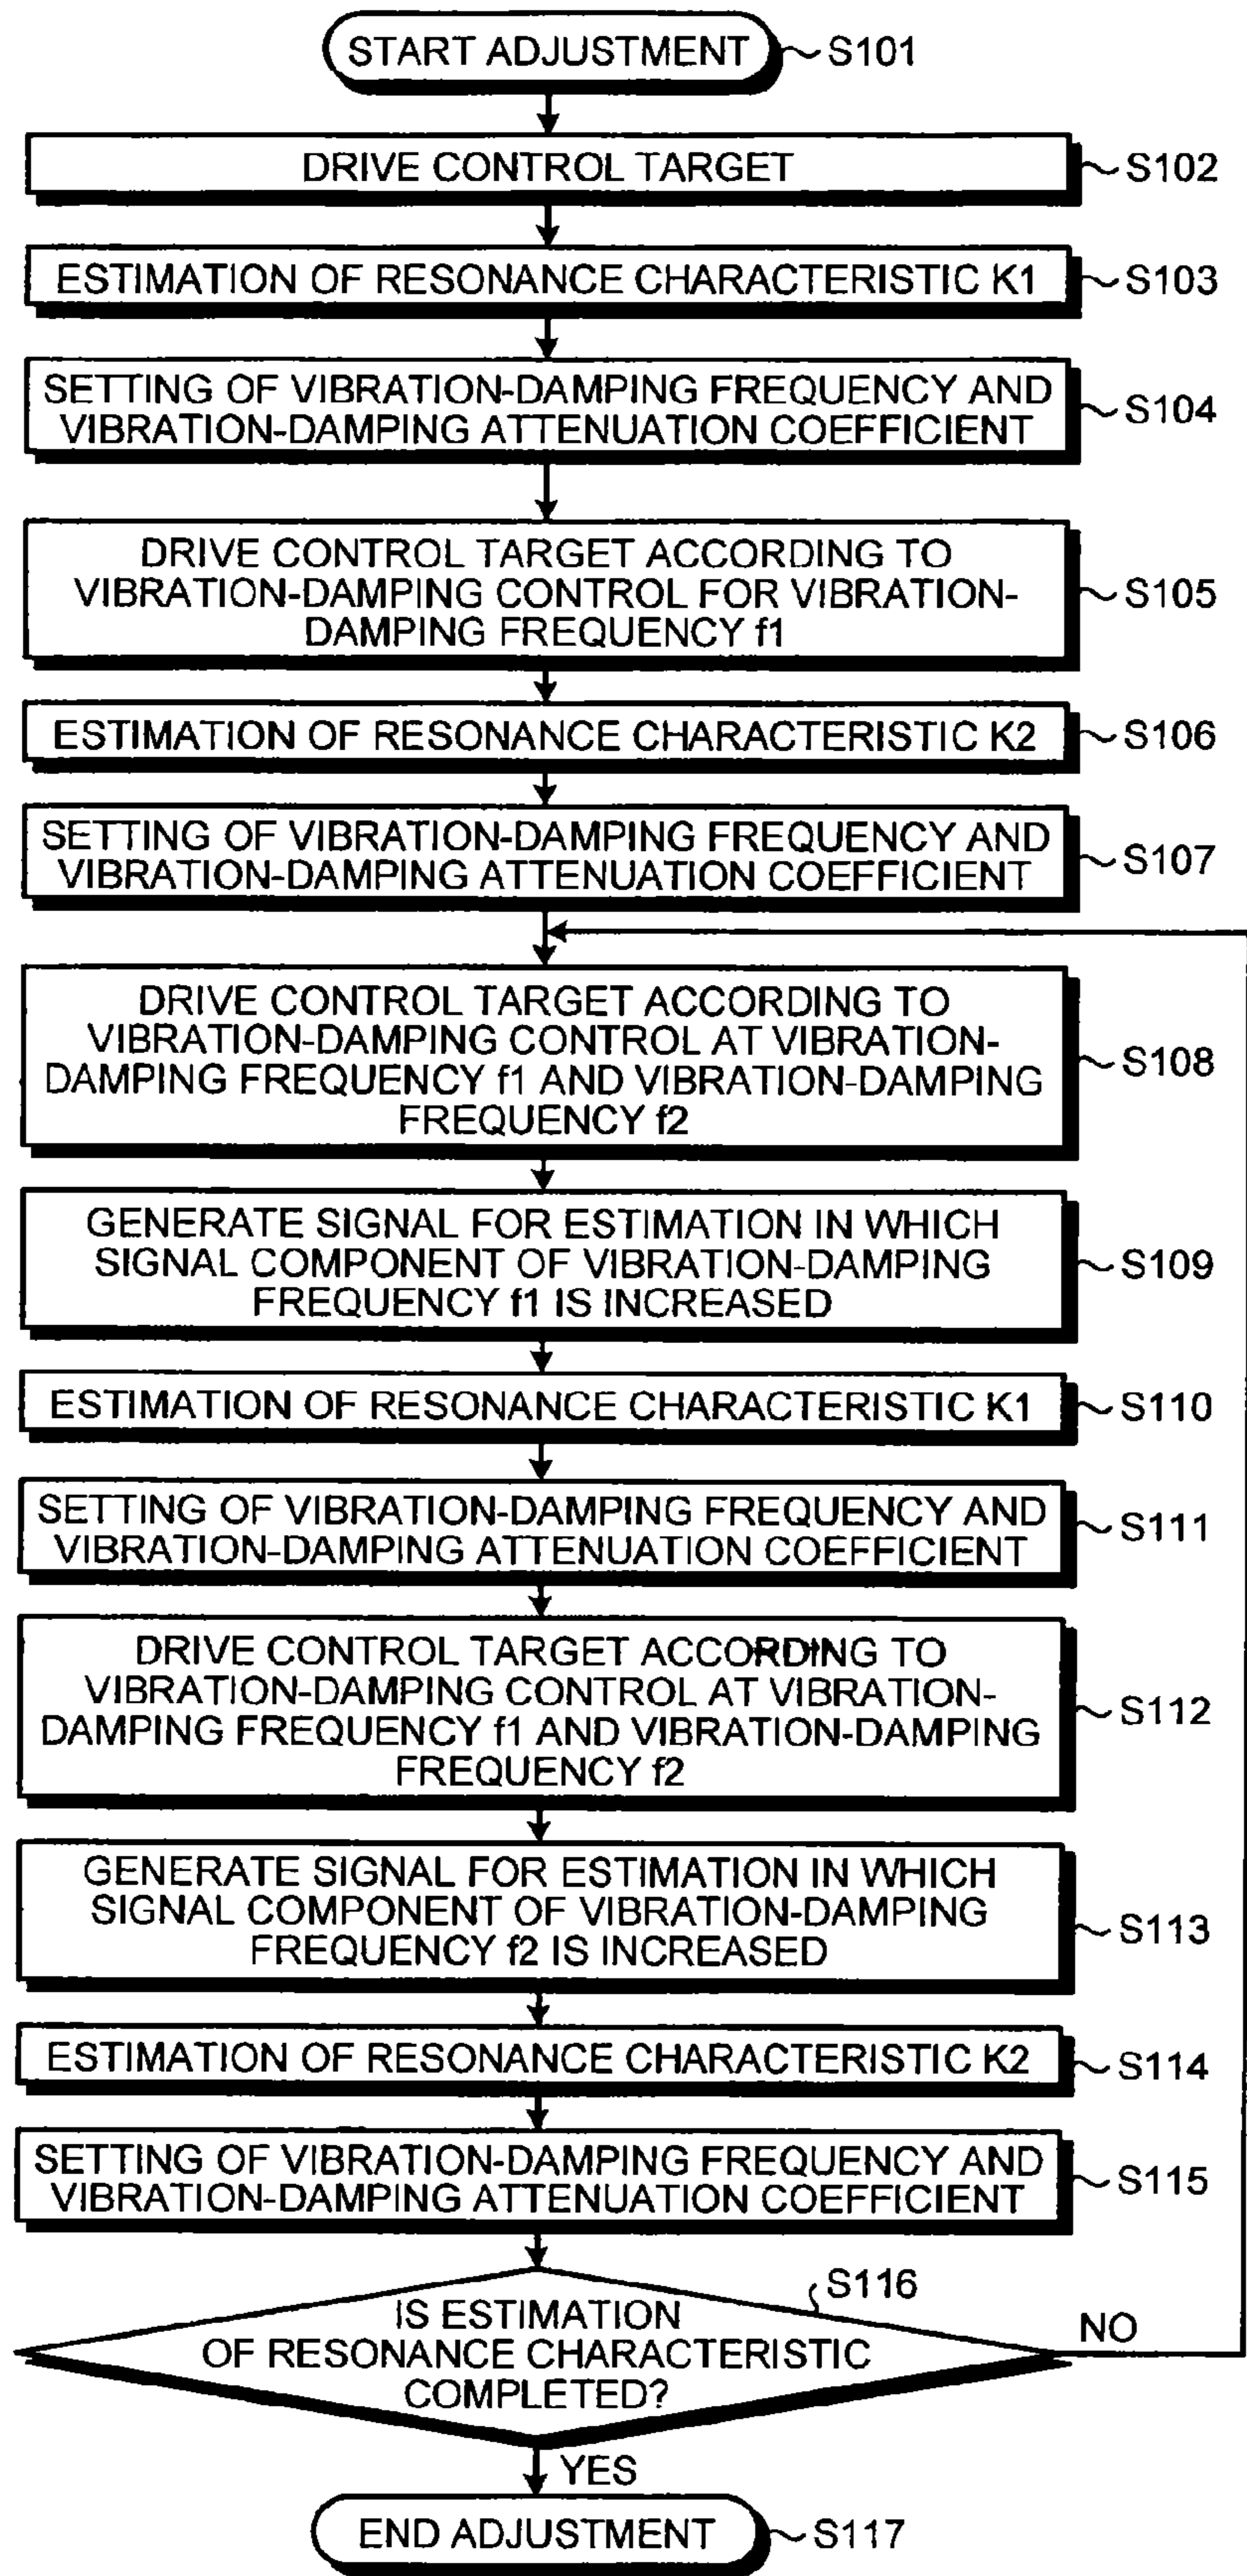 START ADJUSTMENT
S101
DRIVE CONTROL TARGET
S102
ESTIMATION OF RESONANCE CHARACTERISTIC K1
S103
SETTING OF VIBRATION-DAMPING FREQUENCY AND
VIBRATION-DAMPING ATTENUATION COEFFICIENT
S104
DRIVE CONTROL TARGET ACCORDING TO
VIBRATION-DAMPING CONTROL FOR VIBRATION-
DAMPING FREQUENCY f1
S105
ESTIMATION OF RESONANCE CHARACTERISTIC K2
S106
SETTING OF VIBRATION-DAMPING FREQUENCY AND
VIBRATION-DAMPING ATTENUATION COEFFICIENT
S107
DRIVE CONTROL TARGET ACCORDING TO
VIBRATION-DAMPING CONTROL AT VIBRATION-
DAMPING FREQUENCY f1 AND VIBRATION-DAMPING
FREQUENCY f2
S108
GENERATE SIGNAL FOR ESTIMATION IN WHICH
SIGNAL COMPONENT OF VIBRATION-DAMPING
FREQUENCY f1 IS INCREASED
S109
ESTIMATION OF RESONANCE CHARACTERISTIC K1
S110
SETTING OF VIBRATION-DAMPING FREQUENCY AND
VIBRATION-DAMPING ATTENUATION COEFFICIENT
S111
DRIVE CONTROL TARGET ACCORDING TO
VIBRATION-DAMPING CONTROL AT VIBRATION-
DAMPING FREQUENCY f1 AND VIBRATION-DAMPING
FREQUENCY f2
S112
GENERATE SIGNAL FOR ESTIMATION IN WHICH
SIGNAL COMPONENT OF VIBRATION-DAMPING
FREQUENCY f2 IS INCREASED
S113
ESTIMATION OF RESONANCE CHARACTERISTIC K2
S114
SETTING OF VIBRATION-DAMPING FREQUENCY AND
VIBRATION-DAMPING ATTENUATION COEFFICIENT
S115
S116
IS ESTIMATION
OF RESONANCE CHARACTERISTIC
COMPLETED?
NO
YES
END ADJUSTMENT
S117